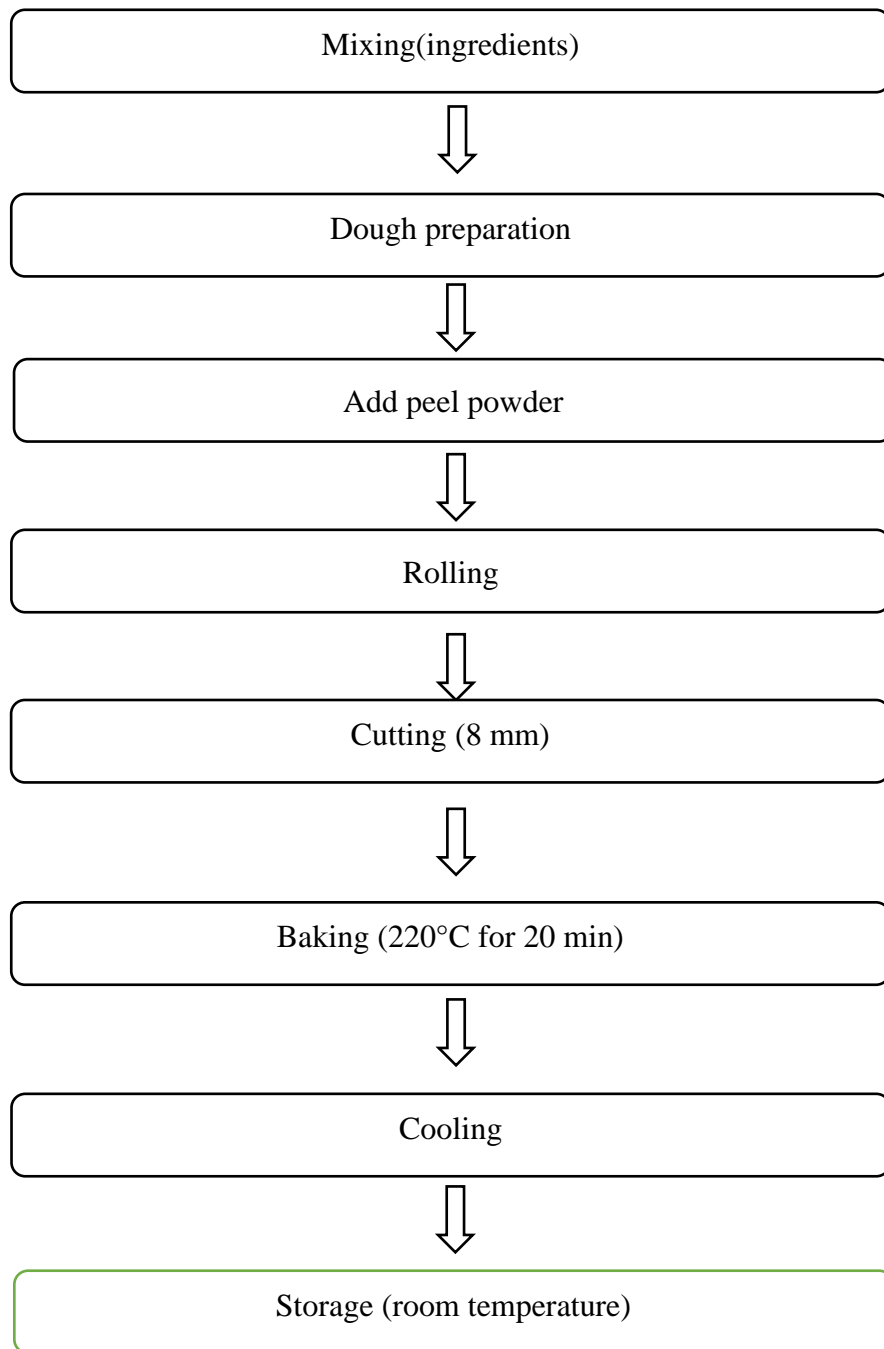 Mixing(ingredients)
Dough preparation
Add peel powder
Rolling
Cutting (8 mm)
Baking (220°C for 20 min)
Cooling
Storage (room temperature)